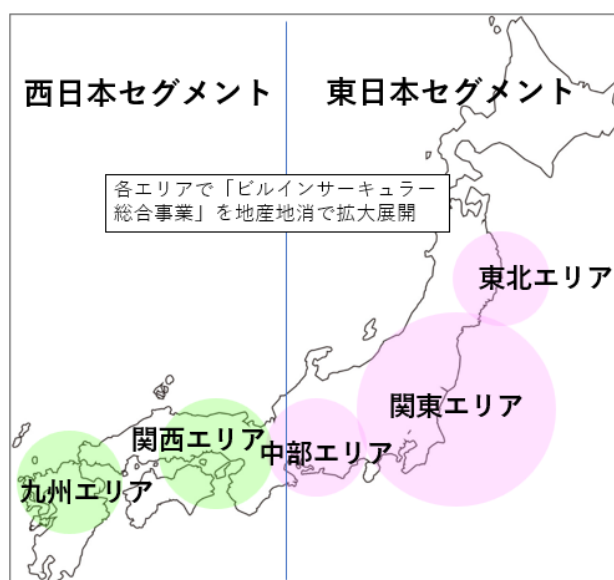 西日本セグメント
東日本セグメント
各エリアで「ビルインサーキュラー
総合事業」を地産地消で拡大展開
東北エリア
関東エリア
関西エリア
中部エリア
九州エリア